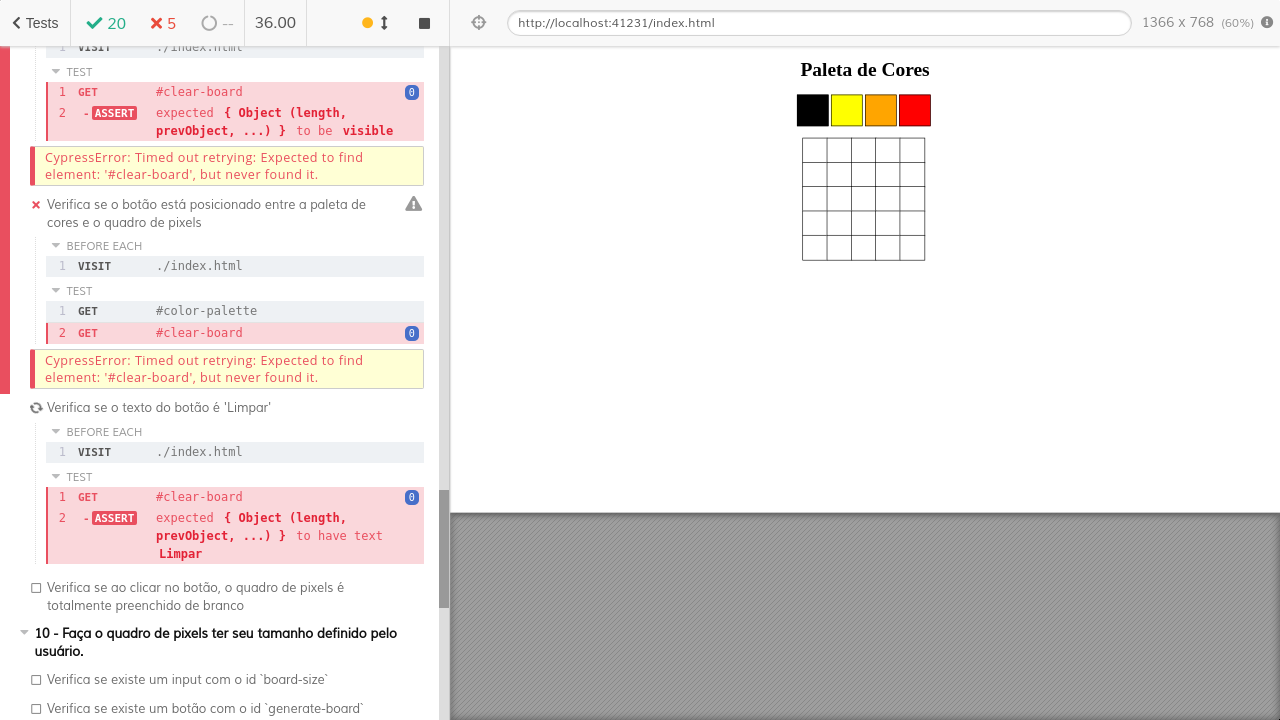 Tests 20 5 -- 36.00 http://localhost:41231/index.html 1366 x 768 (60%)
1 VISIT ./index.html
TEST
1 GET #clear-board 0
2 - ASSERT expected { Object (length,
prevObject, ...) } to be visible
CypressError: Timed out retrying: Expected to find
element: '#clear-board', but never found it.
Verifica se o botão está posicionado entre a paleta de
cores e o quadro de pixels
BEFORE EACH
1 VISIT ./index.html
TEST
1 GET #color-palette
2 GET #clear-board 0
CypressError: Timed out retrying: Expected to find
element: '#clear-board', but never found it.
Verifica se o texto do botão é 'Limpar'
BEFORE EACH
1 VISIT ./index.html
TEST
1 GET #clear-board 0
2 - ASSERT expected { Object (length,
prevObject, ...) } to have text
Limpar
Verifica se ao clicar no botão, o quadro de pixels é
totalmente preenchido de branco
10 - Faça o quadro de pixels ter seu tamanho definido pelo
usuário.
Verifica se existe um input com o id `board-size`
Verifica se existe um botão com o id `generate-board`
Paleta de Cores